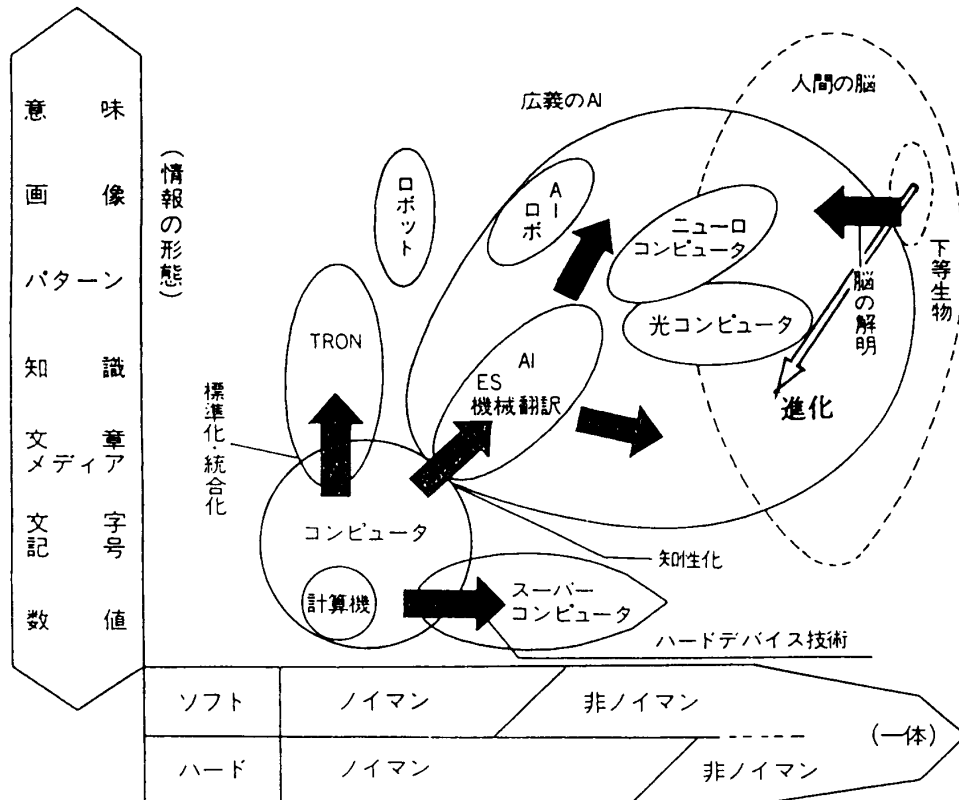 意味
画像
パターン
知識
文章
メディア
文字
記号
数値
(情報の形態)
広義のAI
人間の脳
ロボット
AI
ロボ
ニューロ
コンピュータ
光コンピュータ
下等生物
脳の解明
進化
TRON
AI
ES
機械翻訳
標準化・統合化
コンピュータ
計算機
知性化
スーパー
コンピュータ
ハードデバイス技術
ソフト ノイマン 非ノイマン
(一体)
ハード ノイマン 非ノイマン